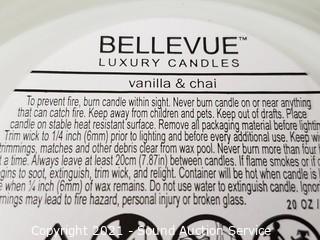 BELLEVUE™
LUXURY CANDLES
vanilla & chai
To prevent fire, burn candle within sight. Never burn candle on or near anything
that can catch fire. Keep away from children and pets. Keep out of drafts. Place
candle on stable heat resistant surface. Remove all packaging material before lighting
Trim wick to 1/4 inch (6mm) prior to lighting and before every additional use. Keep wi
trimmings, matches and other debris clear from wax pool. Never burn more than four
at a time. Always leave at least 20cm (7.87in) between candles. If flame smokes or
gins to soot, extinguish, trim wick, and relight. Container will be hot when candle is
e when ¼ inch (6mm) of wax remains. Do not use water to extinguish candle. Ignor
rnings may lead to fire hazard, personal injury or broken glass.
20 OZ
Copyright 2021 - Sound Auction Service